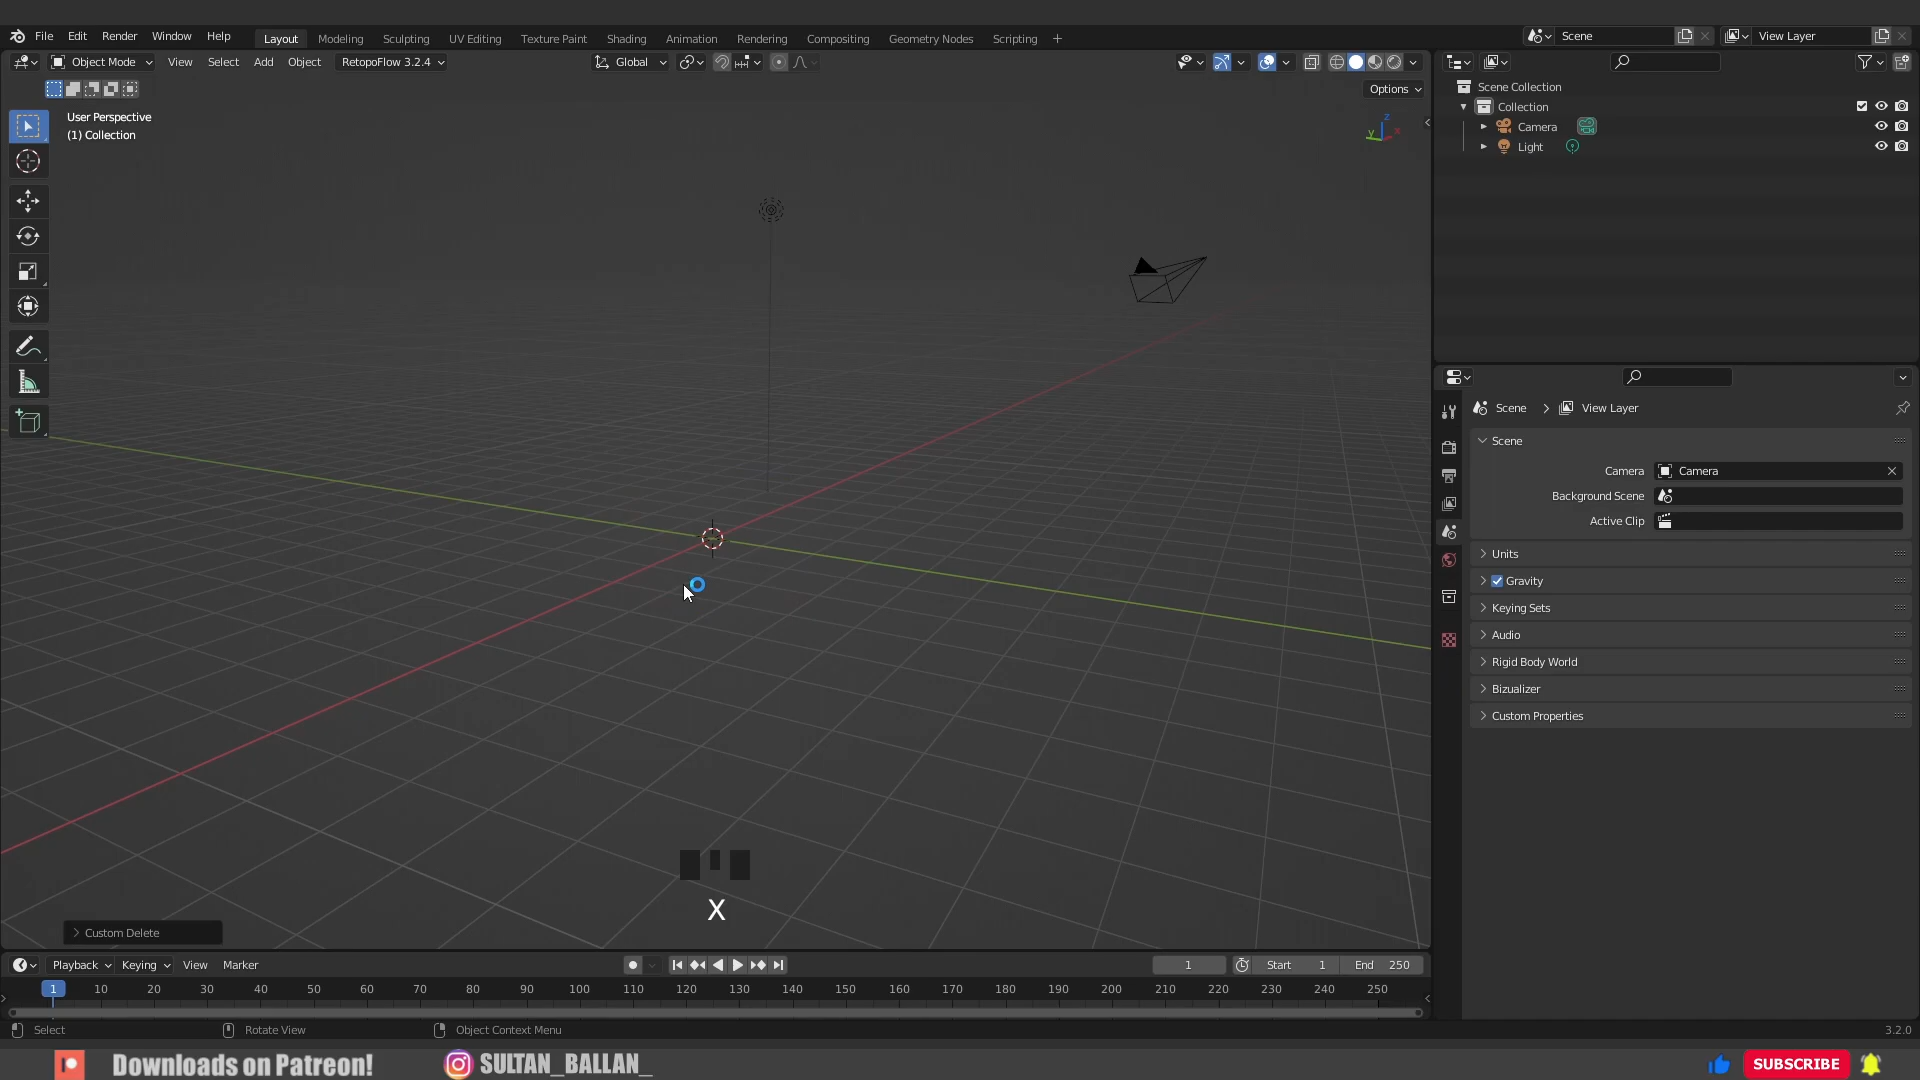 File Edit Render Window Help Layout Modeling Sculpting UV Editing Texture Paint Shading Animation Rendering Compositing Geometry Nodes Scripting + Scene View Layer
Object Mode View Select Add Object RetopoFlow 3.2.4 Global
Options
User Perspective
(1) Collection
Z
Y
X
Scene Collection
Collection
Camera
Light
Scene > View Layer
Scene
Camera Camera
Background Scene
Active Clip
Units
Gravity
Keying Sets
Audio
Rigid Body World
Bizualizer
Custom Properties
X
Custom Delete
Playback Keying View Marker 1 Start 1 End 250
1 10 20 30 40 50 60 70 80 90 100 110 120 130 140 150 160 170 180 190 200 210 220 230 240 250
Select Rotate View Object Context Menu 3.2.0
Downloads on Patreon! SULTAN_BALLAN_ SUBSCRIBE